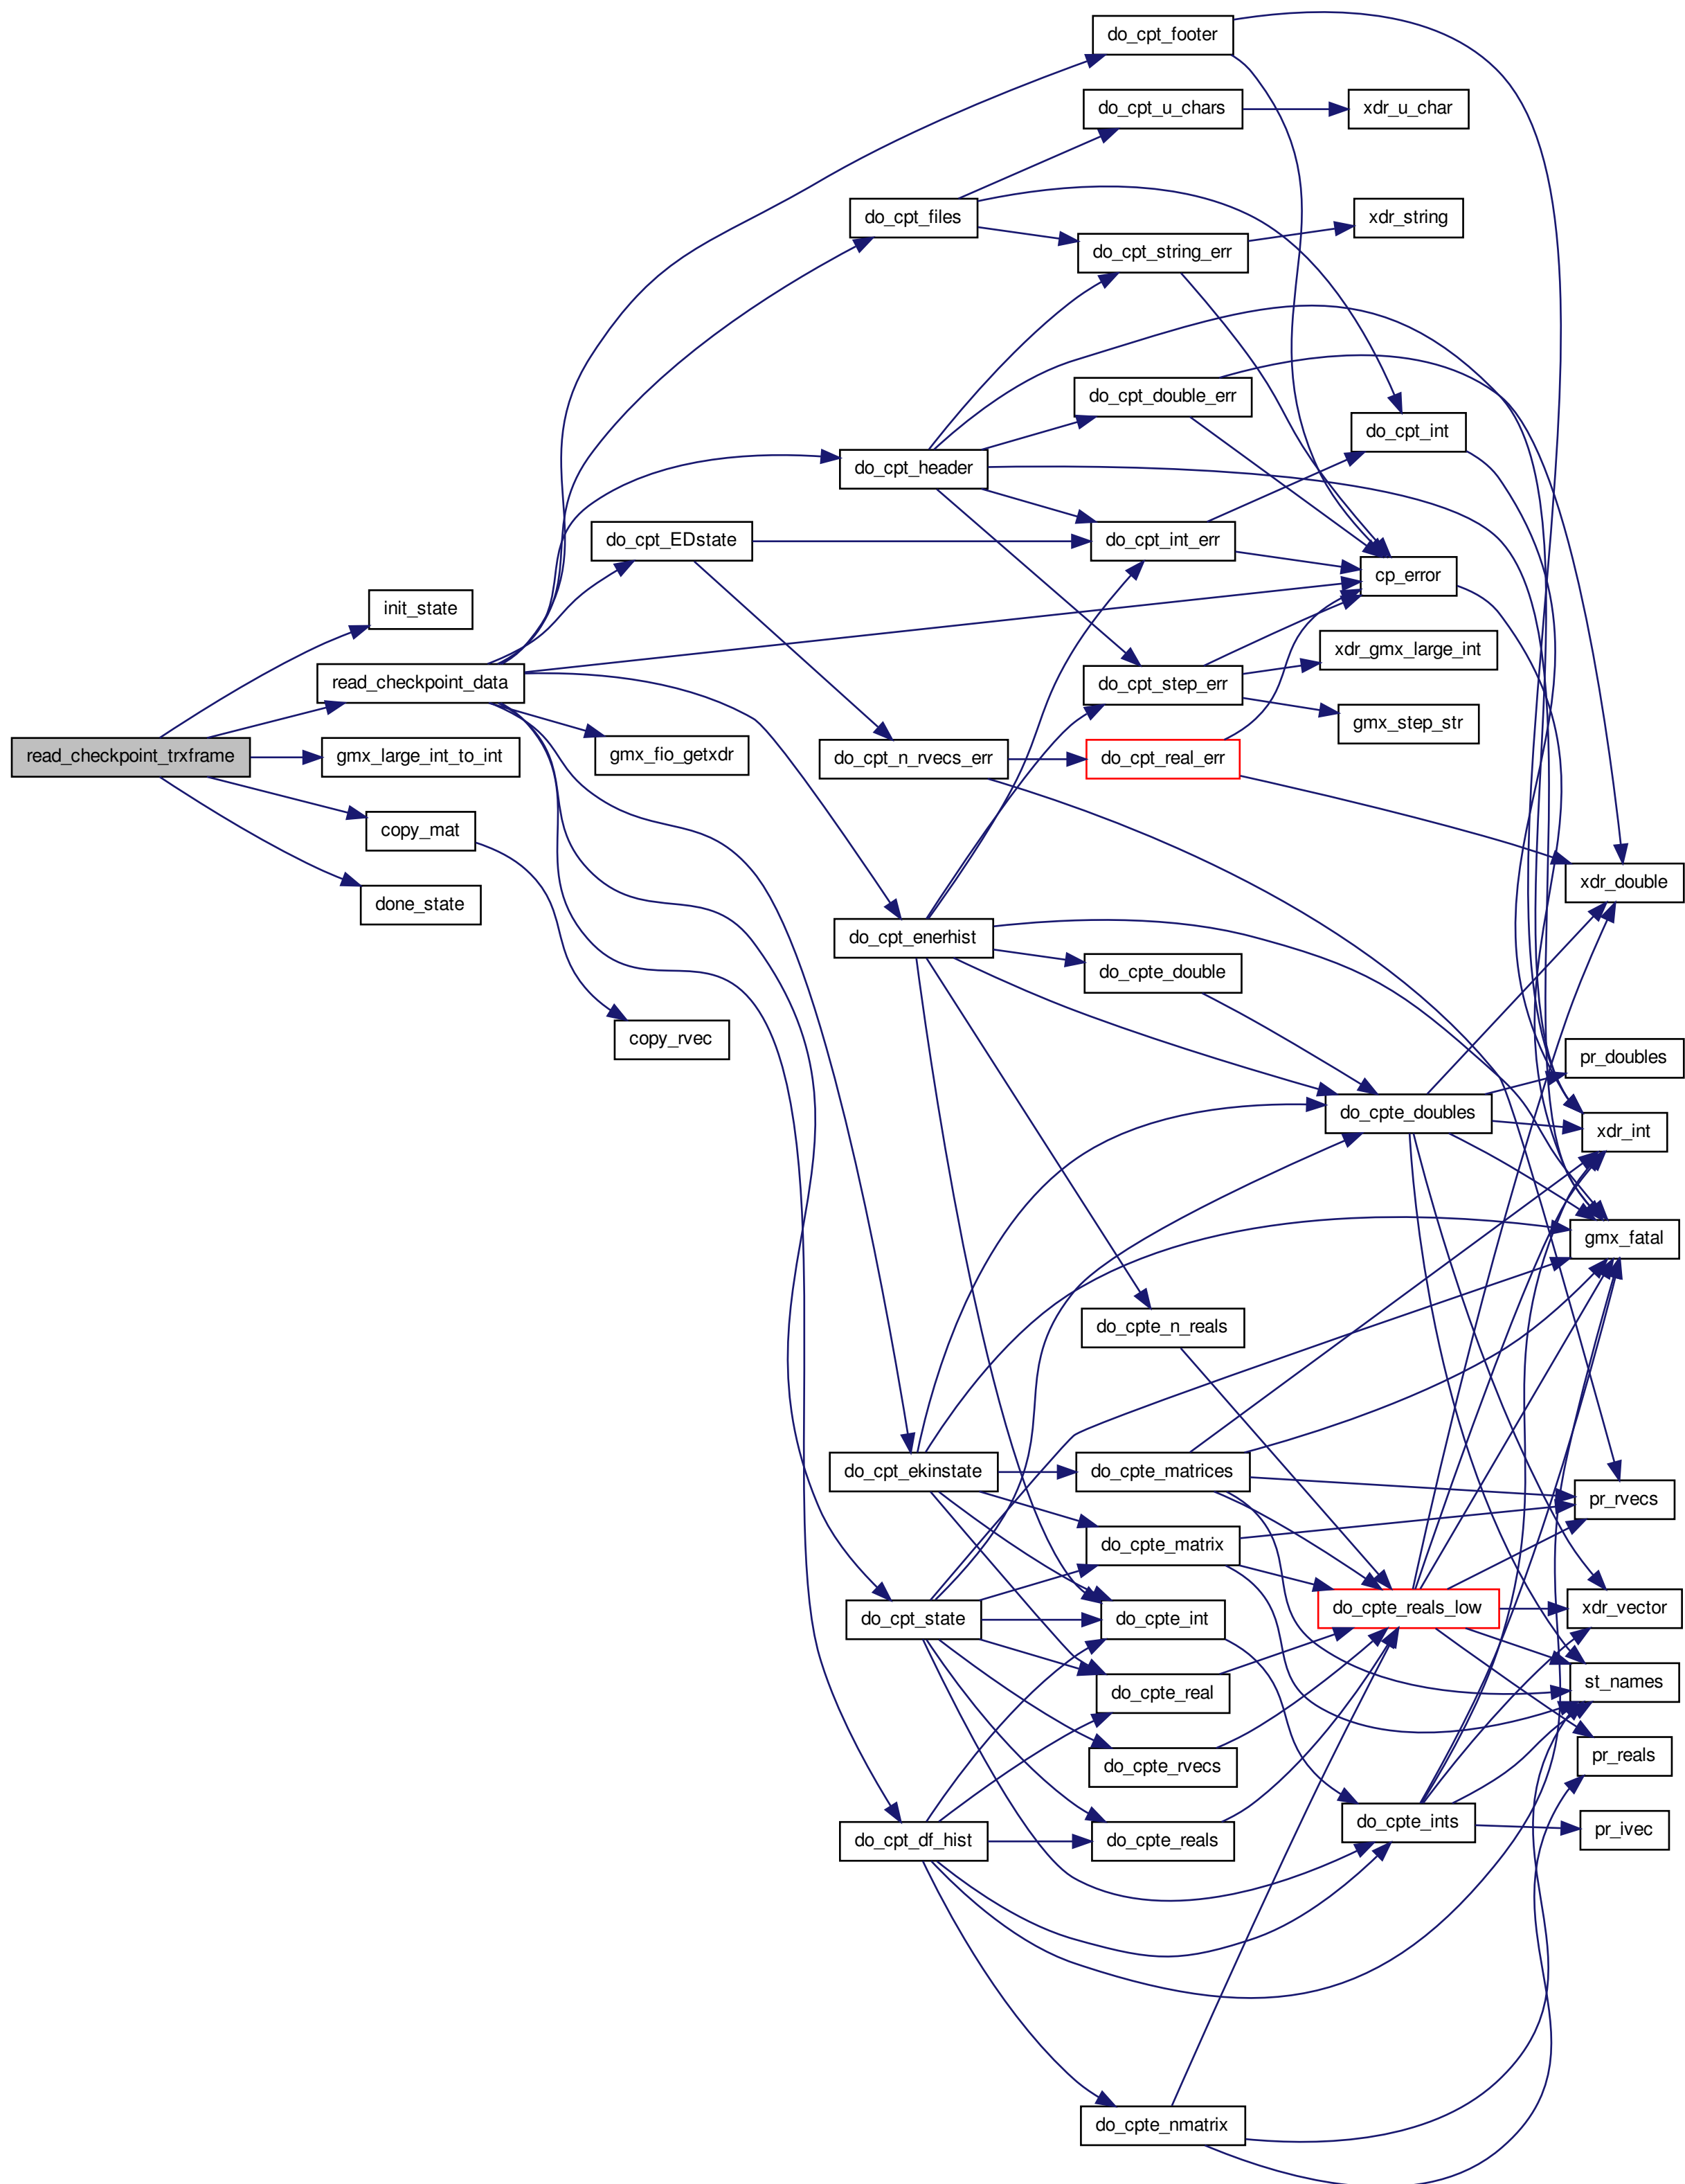 read_checkpoint_trxframe
init_state
read_checkpoint_data
gmx_large_int_to_int
copy_mat
done_state
do_cpt_EDstate
gmx_fio_getxdr
copy_rvec
do_cpt_files
do_cpt_header
do_cpt_n_rvecs_err
do_cpt_enerhist
do_cpt_ekinstate
do_cpt_state
do_cpt_df_hist
do_cpt_footer
do_cpt_u_chars
do_cpt_string_err
do_cpt_double_err
do_cpt_int_err
do_cpt_step_err
do_cpt_real_err
do_cpte_double
do_cpte_n_reals
do_cpte_matrices
do_cpte_matrix
do_cpte_int
do_cpte_real
do_cpte_rvecs
do_cpte_reals
do_cpte_nmatrix
xdr_u_char
xdr_string
do_cpt_int
cp_error
xdr_gmx_large_int
gmx_step_str
do_cpte_doubles
do_cpte_reals_low
do_cpte_ints
xdr_double
pr_doubles
xdr_int
gmx_fatal
pr_rvecs
xdr_vector
st_names
pr_reals
pr_ivec